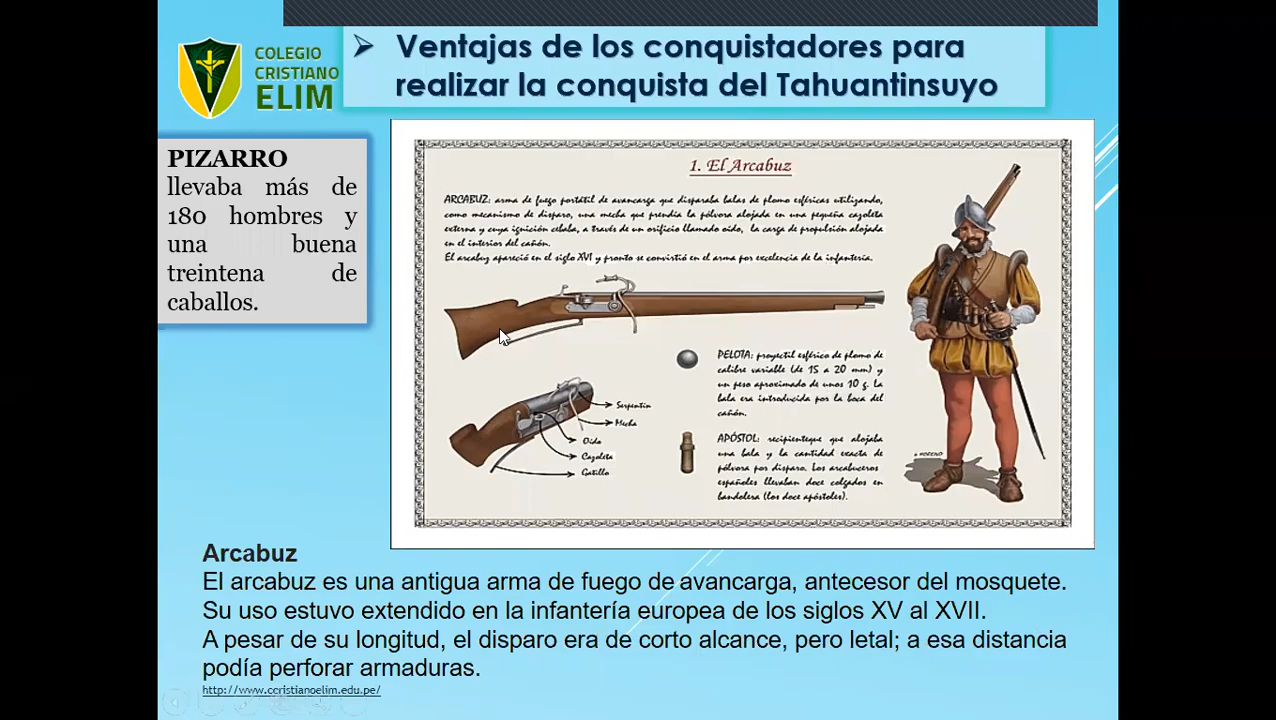 COLEGIO
CRISTIANO
ELIM
Ventajas de los conquistadores para
realizar la conquista del Tahuantinsuyo
PIZARRO
llevaba más de
180 hombres y
una buena
treintena de
caballos.
1. El Arcabuz
ARCABUZ: arma de fuego portátil de avancarga que disparaba balas de plomo esféricas utilizando,
como mecanismo de disparo, una mecha que prendía la pólvora alojada en una pequeña cazoleta
externa y cuya ignición cebaba, a través de un orificio llamado oído, la carga de propulsión alojada
en el interior del cañón.
El arcabuz apareció en el siglo XVI y pronto se convirtió en el arma por excelencia de la infantería.
PELOTA: proyectil esférico de plomo de
calibre variable (de 15 a 20 mm) y
un peso aproximado de unos 10 g. La
bala era introducida por la boca del
cañón.
Serpentín
Mecha
Oído
Cazoleta
Gatillo
APÓSTOL: recipienteque que alojaba
una bala y la cantidad exacta de
pólvora por disparo. Los arcabuceros
españoles llevaban doce colgados en
bandolera (los doce apóstoles).
Arcabuz
El arcabuz es una antigua arma de fuego de avancarga, antecesor del mosquete.
Su uso estuvo extendido en la infantería europea de los siglos XV al XVII.
A pesar de su longitud, el disparo era de corto alcance, pero letal; a esa distancia
podía perforar armaduras.
http://www.ccristianoelim.edu.pe/